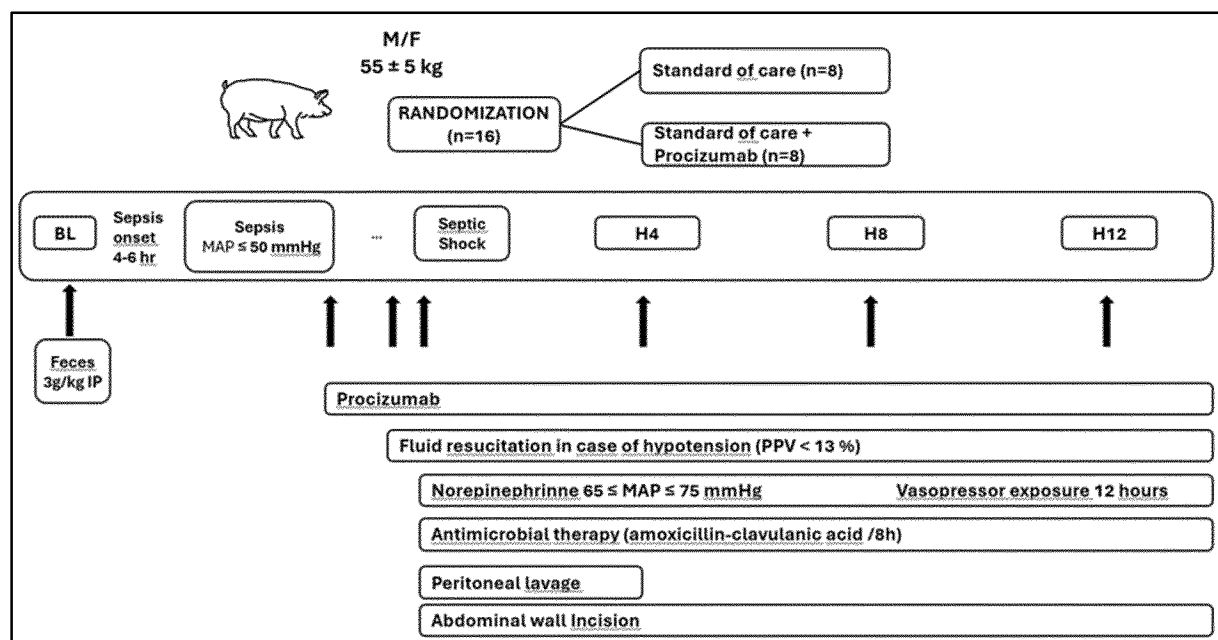 M/F
55 ± 5 kg
RANDOMIZATION
(n=16)
Standard of care (n=8)
Standard of care +
Procizumab (n=8)
BL
Sepsis
onset
4-6 hr
Sepsis
MAP ≤ 50 mmHg
...
Septic
Shock
H4
H8
H12
Feces
3g/kg IP
Procizumab
Fluid resucitation in case of hypotension (PPV < 13 %)
Norepinephrinne 65 ≤ MAP ≤ 75 mmHg Vasopressor exposure 12 hours
Antimicrobial therapy (amoxicillin-clavulanic acid /8h)
Peritoneal lavage
Abdominal wall Incision